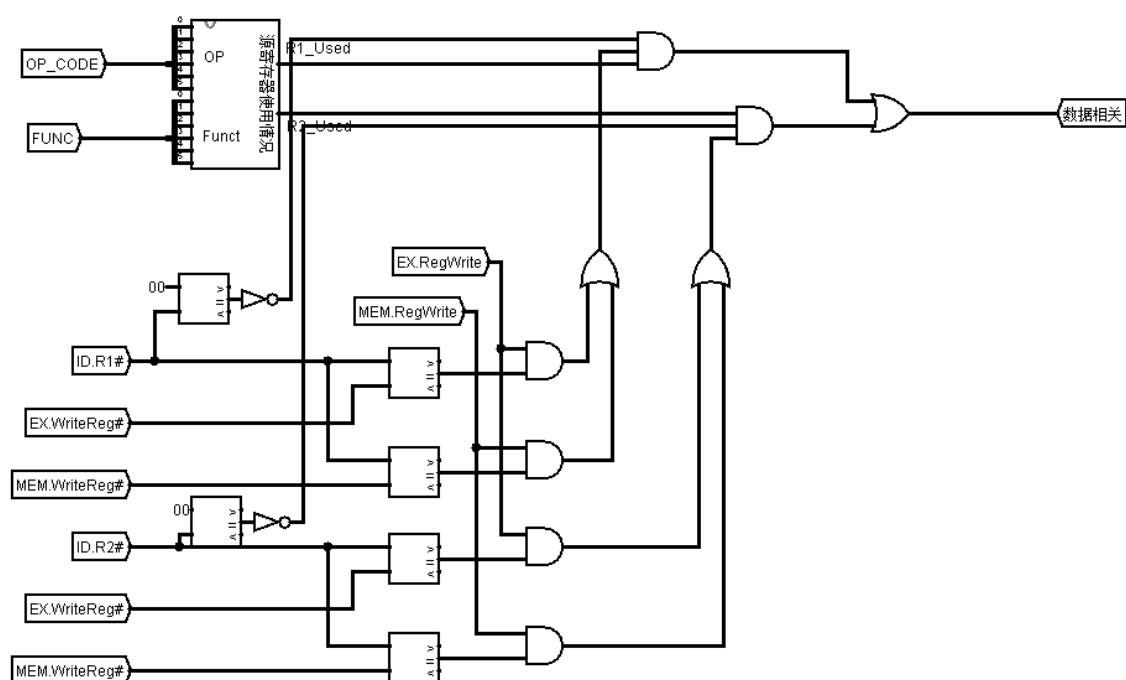 OP_CODE
OP
R1_Used
源寄存器使用情况
FUNC
Funct
R2_Used
数据相关
EX.RegWrite
00
MEM.RegWrite
ID.R1#
EX.WriteReg#
MEM.WriteReg#
00
ID.R2#
EX.WriteReg#
MEM.WriteReg#